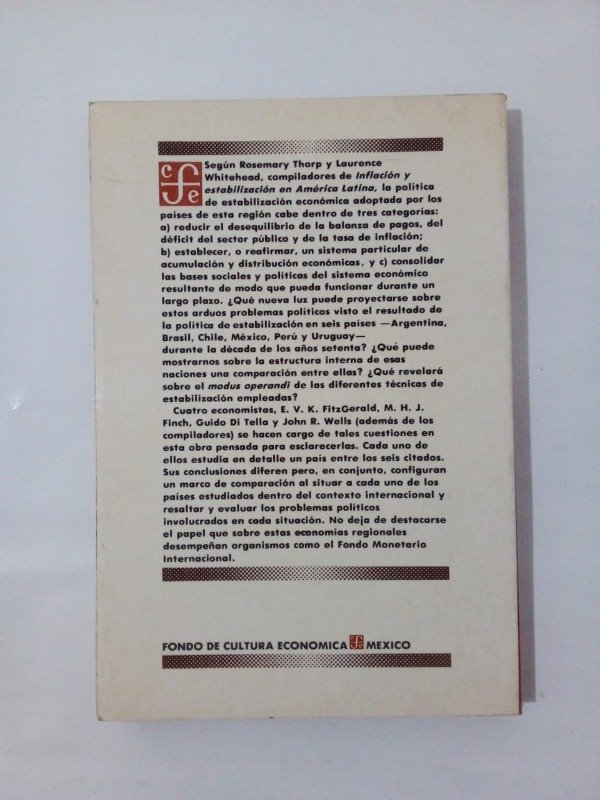 c
f
e
Según Rosemary Thorp y Laurence
Whitehead, compiladores de Inflación y
estabilización en América Latina, la política
de estabilización económica adoptada por los
países de esta región cabe dentro de tres categorías:
a) reducir el desequilibrio de la balanza de pagos, del
déficit del sector público y de la tasa de inflación;
b) establecer, o reafirmar, un sistema particular de
acumulación y distribución económicas, y c) consolidar
las bases sociales y políticas del sistema económico
resultante de modo que pueda funcionar durante un
largo plazo. ¿Qué nueva luz puede proyectarse sobre
estos arduos problemas políticos visto el resultado de
la política de estabilización en seis países —Argentina,
Brasil, Chile, México, Perú y Uruguay—
durante la década de los años setenta? ¿Qué puede
mostrarnos sobre la estructura interna de esas
naciones una comparación entre ellas? ¿Qué revelará
sobre el modus operandi de las diferentes técnicas de
estabilización empleadas?
Cuatro economistas, E. V. K. FitzGerald, M. H. J.
Finch, Guido Di Tella y John R. Wells (además de los
compiladores) se hacen cargo de tales cuestiones en
esta obra pensada para esclarecerlas. Cada uno de
ellos estudia en detalle un país entre los seis citados.
Sus conclusiones diferen pero, en conjunto, configuran
un marco de comparación al situar a cada uno de los
países estudiados dentro del contexto internacional y
resaltar y evaluar los problemas políticos
involucrados en cada situación. No deja de destacarse
el papel que sobre estas economías regionales
desempeñan organismos como el Fondo Monetario
Internacional.
FONDO DE CULTURA ECONOMICA cfe MEXICO